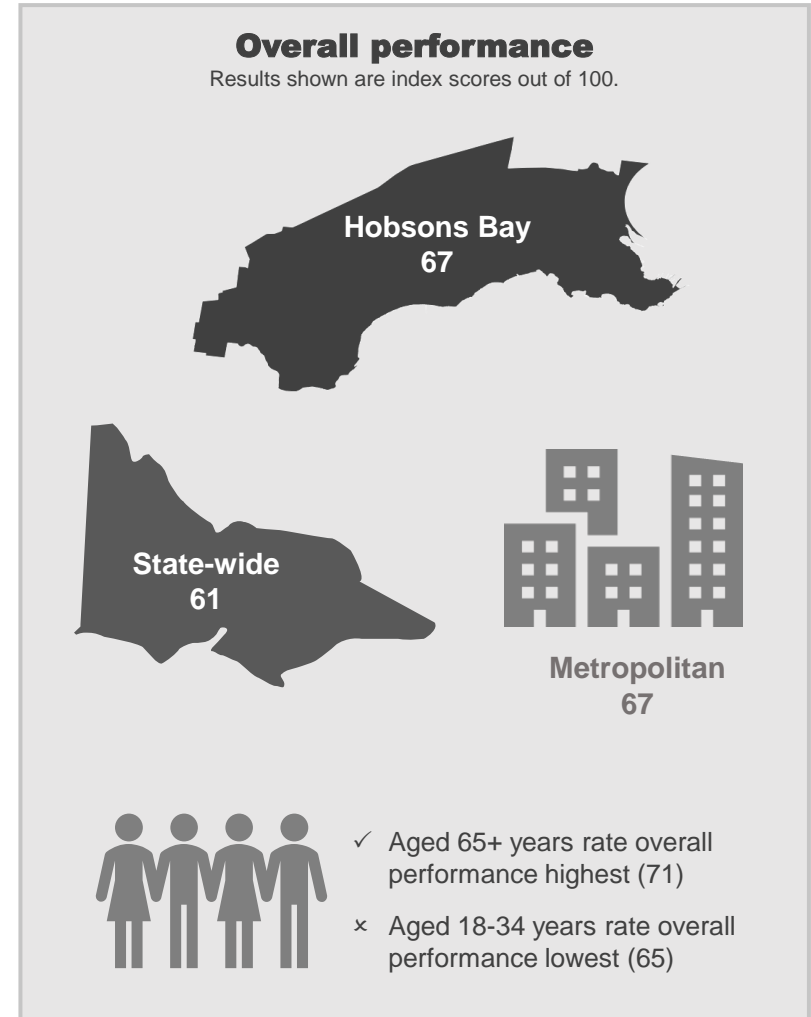 Overall performance
Results shown are index scores out of 100.
Hobsons Bay
67
State-wide
61
Metropolitan
67
✓ Aged 65+ years rate overall
performance highest (71)
× Aged 18-34 years rate overall
performance lowest (65)